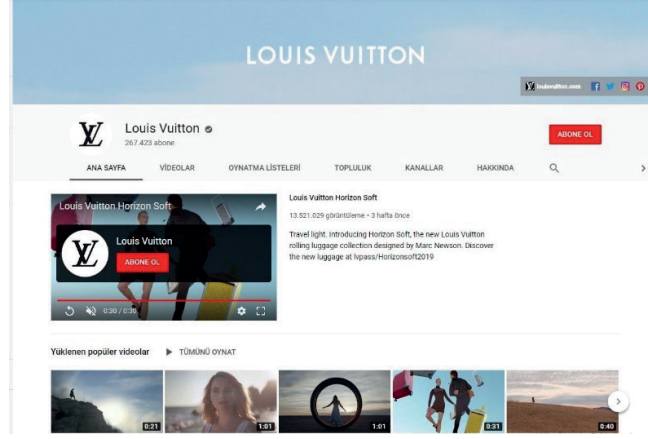 LOUIS VUITTON
louisvuitton.com
Louis Vuitton
267.423 abone
ABONE OL
ANA SAYFA VİDEOLAR OYNATMA LİSTELERİ TOPLULUK KANALLAR HAKKINDA
Louis Vuitton Horizon Soft
Louis Vuitton
ABONE OL
0:30 / 0:30
Louis Vuitton Horizon Soft
13.521.029 görüntüleme • 3 hafta önce
Travel light. Introducing Horizon Soft, the new Louis Vuitton
rolling luggage collection designed by Marc Newson. Discover
the new luggage at lvpass/Horizonsoft2019
Yüklenen popüler videolar TÜMÜNÜ OYNAT
0:21 1:01 1:01 0:31 0:40